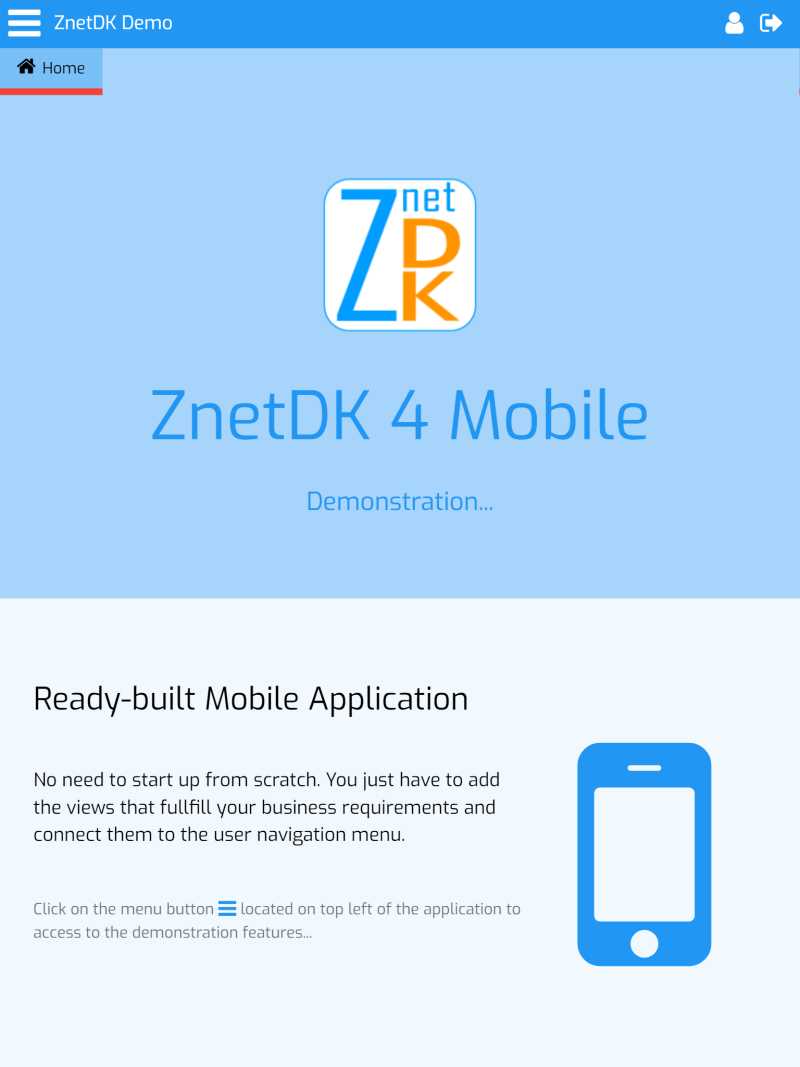 ZnetDK Demo
Home
Znet
DK
ZnetDK 4 Mobile
Demonstration...
Ready-built Mobile Application
No need to start up from scratch. You just have to add
the views that fullfill your business requirements and
connect them to the user navigation menu.
Click on the menu button located on top left of the application to
access to the demonstration features...